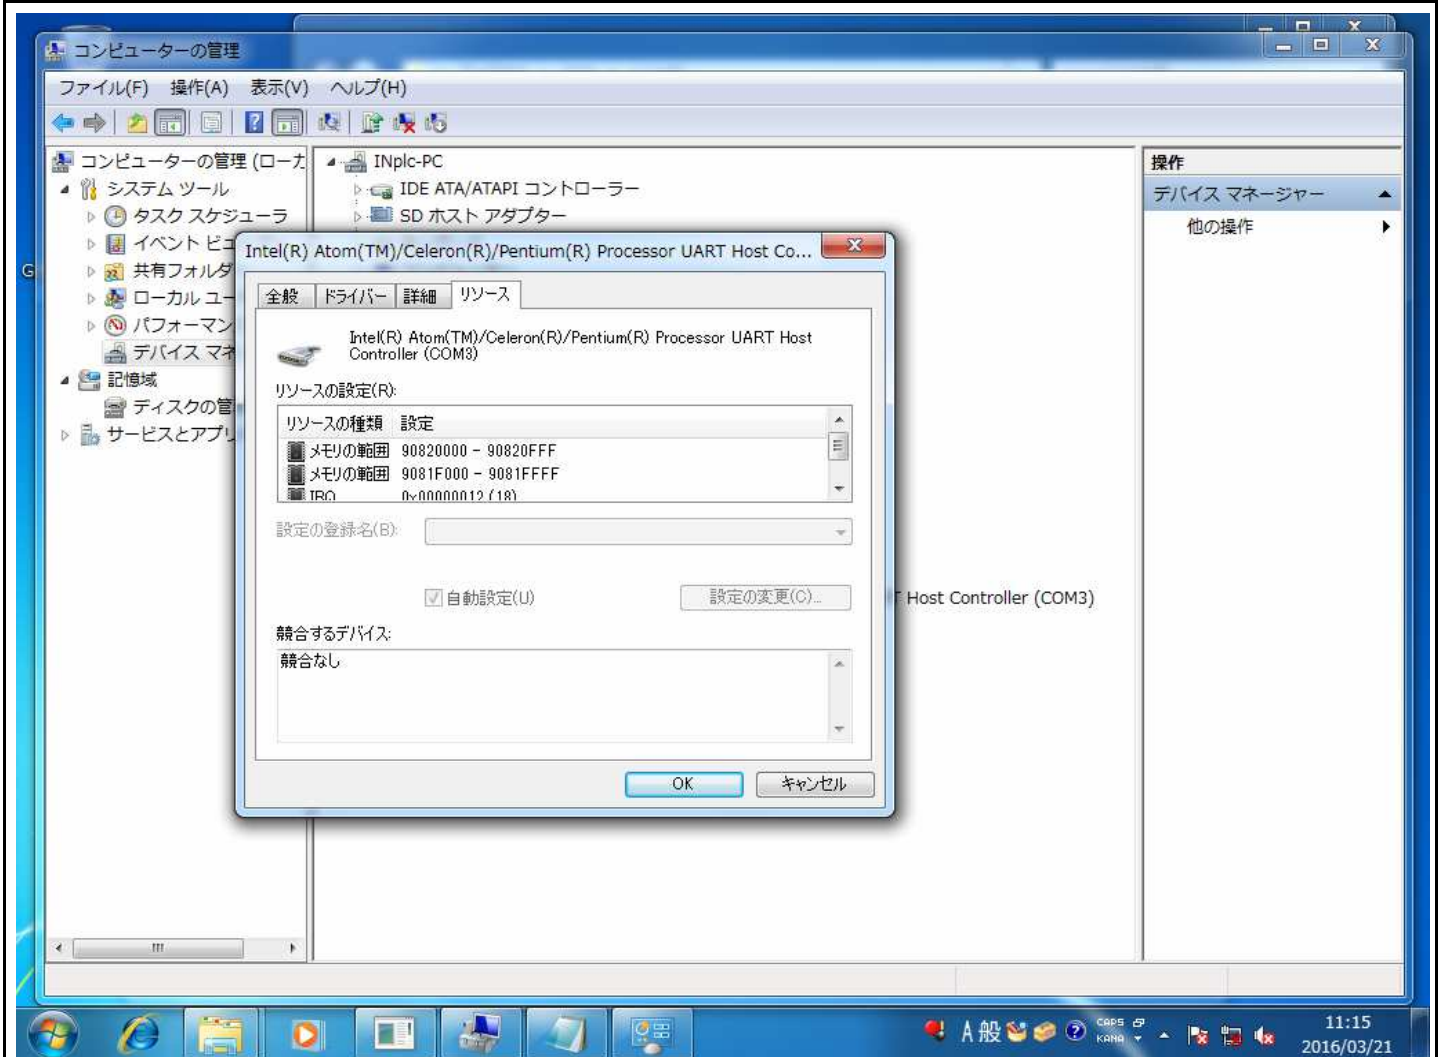 コンピューターの管理
ファイル(F) 操作(A) 表示(V) ヘルプ(H)
コンピューターの管理 (ローカ
システム ツール
タスク スケジューラ
イベント ビュ
共有フォルダ
ローカル ユー
パフォーマン
デバイス マネ
記憶域
ディスクの管
サービスとアプリ
INplc-PC
IDE ATA/ATAPI コントローラー
SD ホスト アダプター
T Host Controller (COM3)
操作
デバイス マネージャー
他の操作
Intel(R) Atom(TM)/Celeron(R)/Pentium(R) Processor UART Host Co...
全般 ドライバー 詳細 リソース
Intel(R) Atom(TM)/Celeron(R)/Pentium(R) Processor UART Host
Controller (COM3)
リソースの設定(R):
リソースの種類 設定
メモリの範囲 90820000 - 90820FFF
メモリの範囲 9081F000 - 9081FFFF
IRQ 0x00000012 (18)
設定の登録名(B):
自動設定(U) 設定の変更(C)...
競合するデバイス:
競合なし
OK キャンセル
G
A 般 CAPS KANA
11:15
2016/03/21